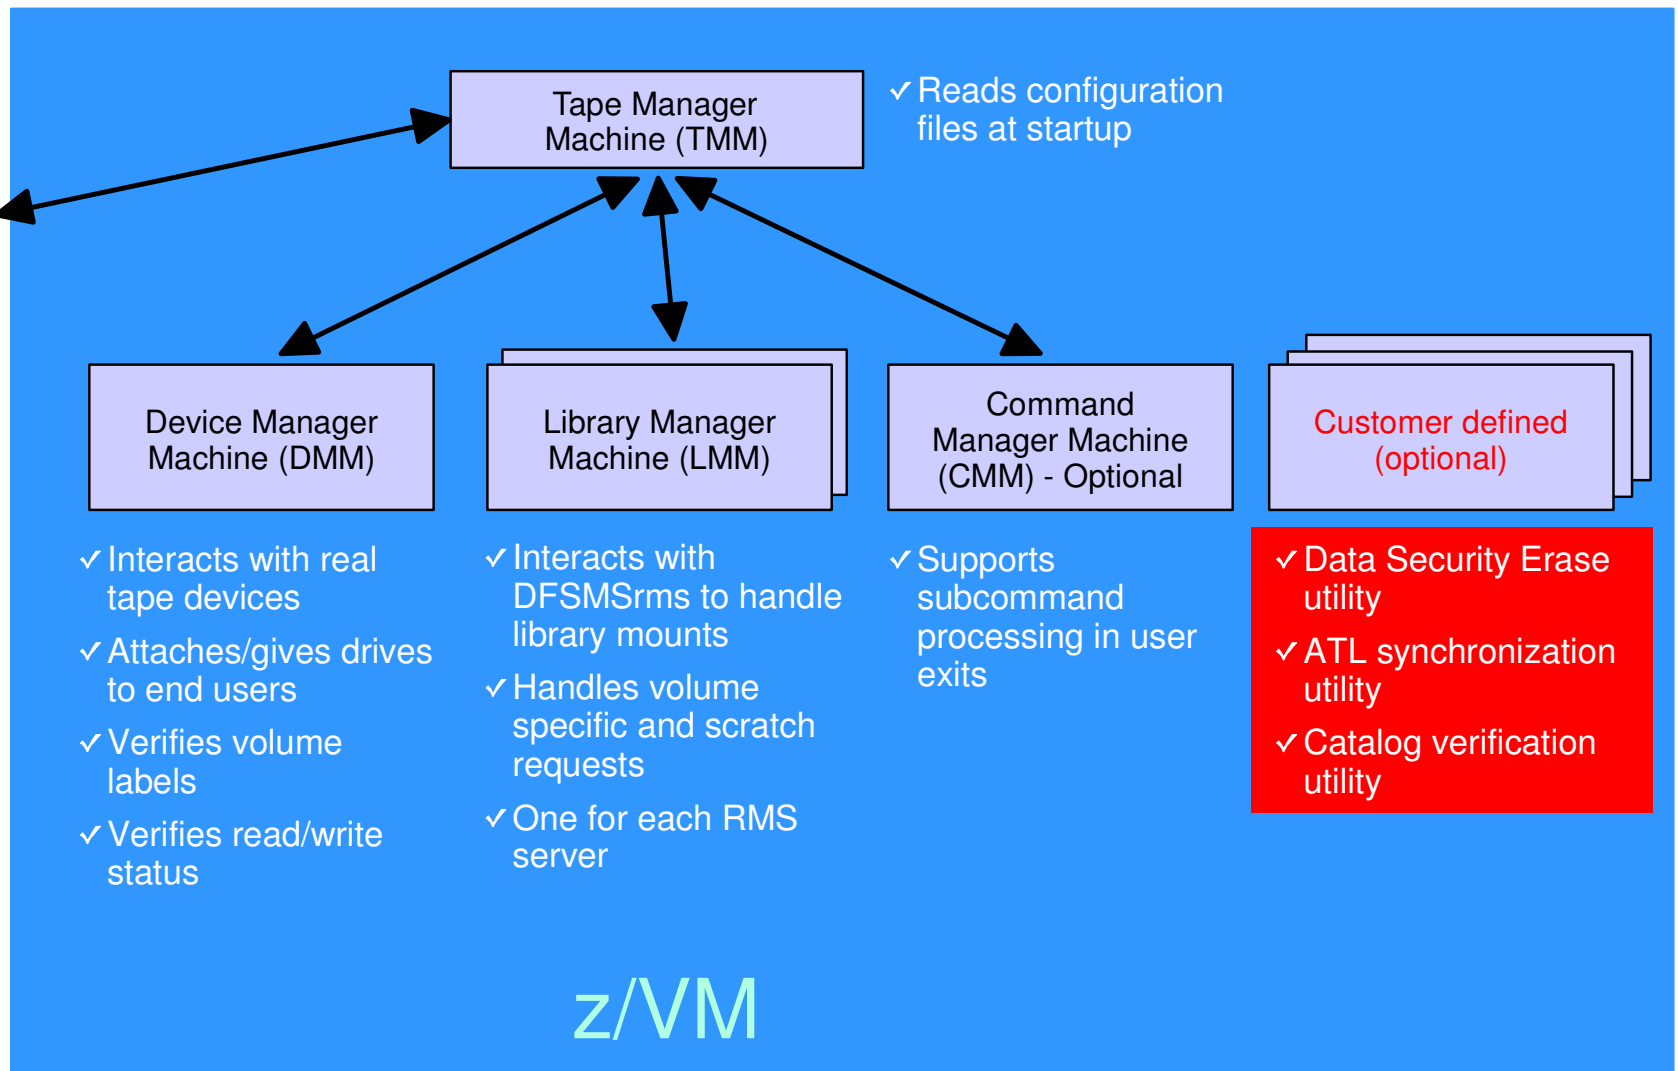 Tape Manager
Machine (TMM)
✓ Reads configuration
files at startup
Device Manager
Machine (DMM)
Library Manager
Machine (LMM)
Command
Manager Machine
(CMM) - Optional
Customer defined
(optional)
✓ Interacts with real
tape devices
✓ Attaches/gives drives
to end users
✓ Verifies volume
labels
✓ Verifies read/write
status
✓ Interacts with
DFSMSrms to handle
library mounts
✓ Handles volume
specific and scratch
requests
✓ One for each RMS
server
✓ Supports
subcommand
processing in user
exits
✓ Data Security Erase
utility
✓ ATL synchronization
utility
✓ Catalog verification
utility
z/VM